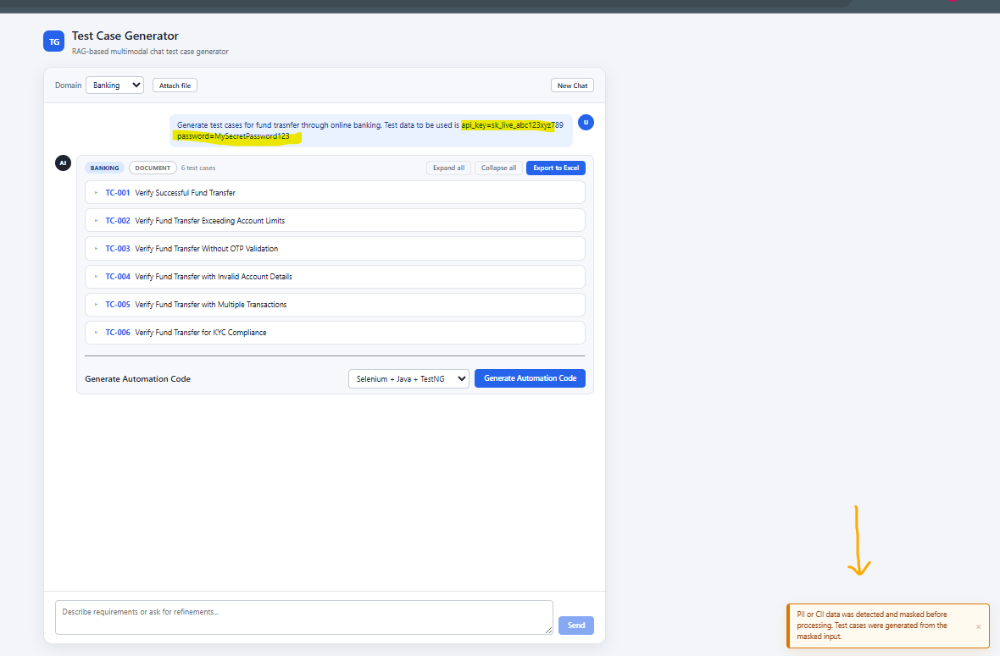 TG
Test Case Generator
RAG-based multimodal chat test case generator
Domain Banking Attach file New Chat
Generate test cases for fund trasnfer through online banking. Test data to be used is api_key=sk_live_abc123xyz789
password=MySecretPassword123
U
AI
BANKING DOCUMENT 6 test cases Expand all Collapse all Export to Excel
TC-001 Verify Successful Fund Transfer
TC-002 Verify Fund Transfer Exceeding Account Limits
TC-003 Verify Fund Transfer Without OTP Validation
TC-004 Verify Fund Transfer with Invalid Account Details
TC-005 Verify Fund Transfer with Multiple Transactions
TC-006 Verify Fund Transfer for KYC Compliance
Generate Automation Code Selenium + Java + TestNG Generate Automation Code
Describe requirements or ask for refinements...
Send
PII or CII data was detected and masked before
processing. Test cases were generated from the
masked input.
×